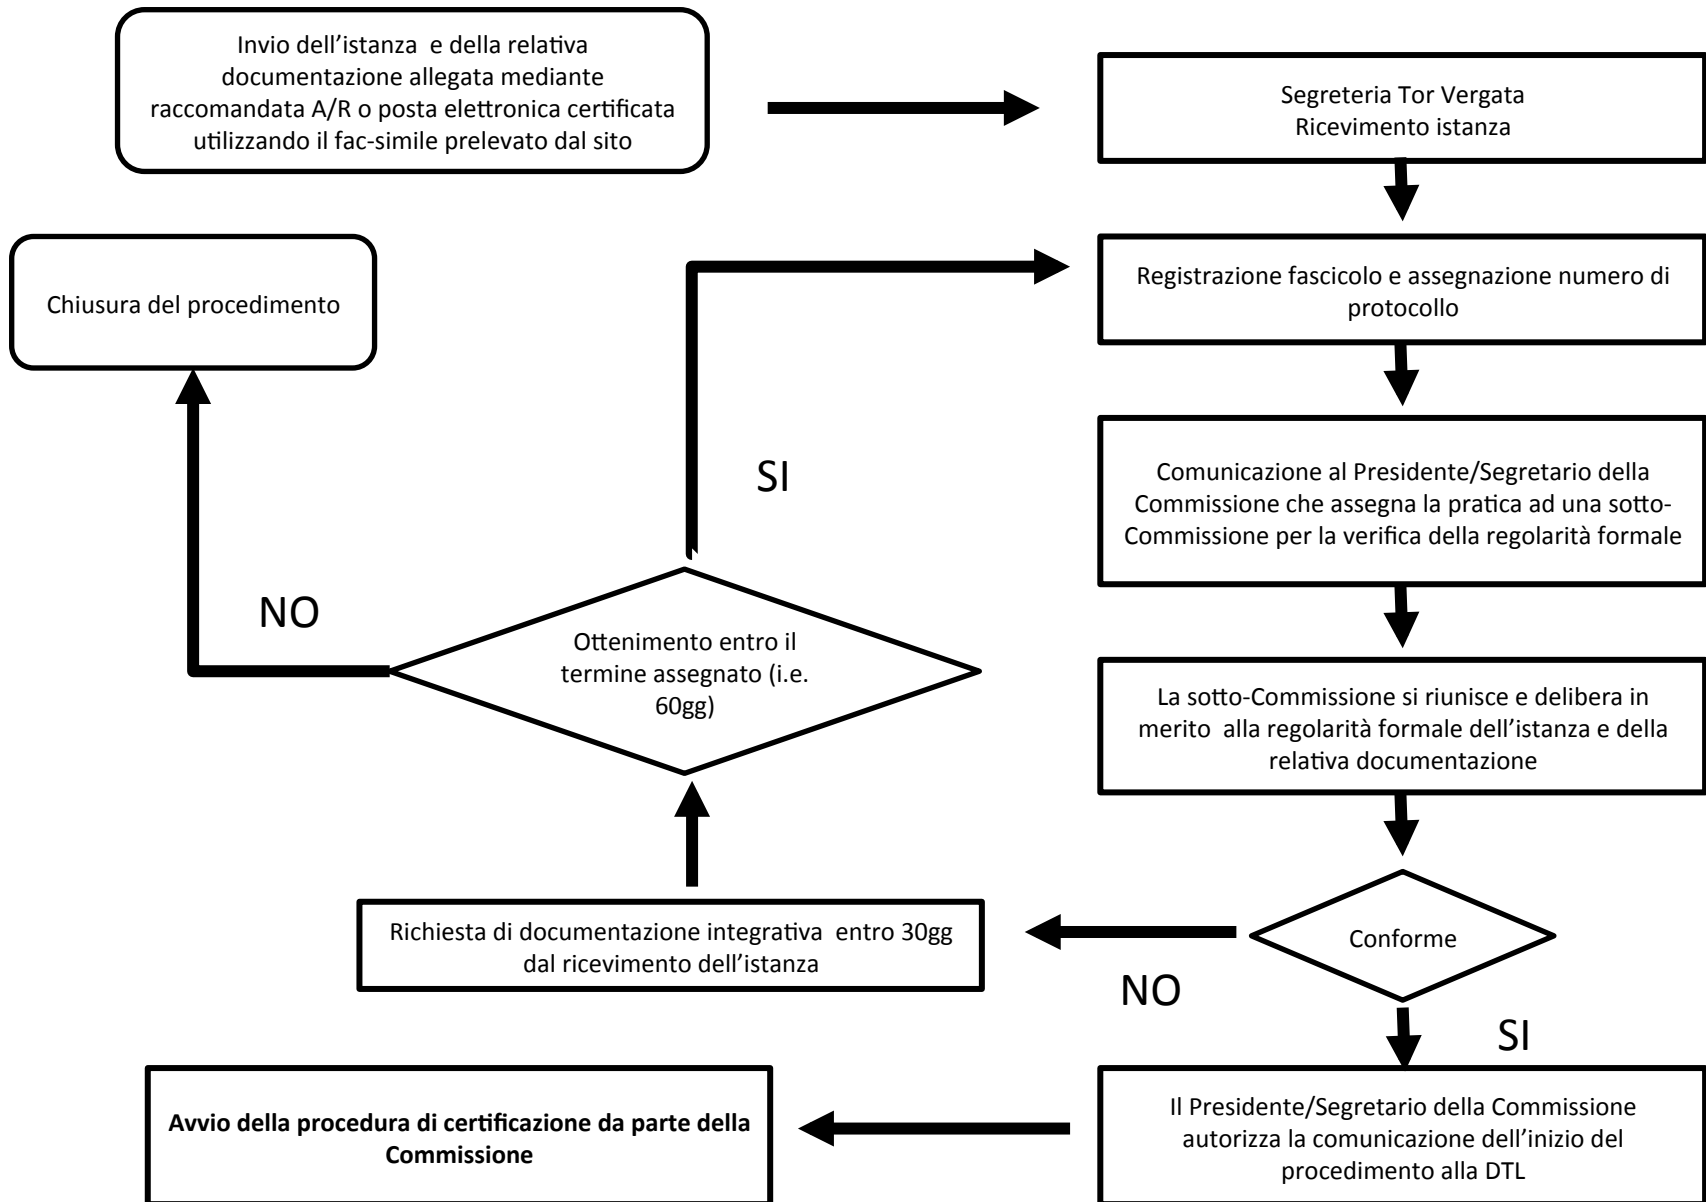 Invio dell’istanza e della relativa
documentazione allegata mediante
raccomandata A/R o posta elettronica certificata
utilizzando il fac-simile prelevato dal sito
Segreteria Tor Vergata
Ricevimento istanza
Chiusura del procedimento
Registrazione fascicolo e assegnazione numero di
protocollo
SI
Comunicazione al Presidente/Segretario della
Commissione che assegna la pratica ad una sotto-
Commissione per la verifica della regolarità formale
NO
Ottenimento entro il
termine assegnato (i.e.
60gg)
La sotto-Commissione si riunisce e delibera in
merito alla regolarità formale dell’istanza e della
relativa documentazione
Richiesta di documentazione integrativa entro 30gg
dal ricevimento dell’istanza
Conforme
NO
SI
Avvio della procedura di certificazione da parte della
Commissione
Il Presidente/Segretario della Commissione
autorizza la comunicazione dell’inizio del
procedimento alla DTL